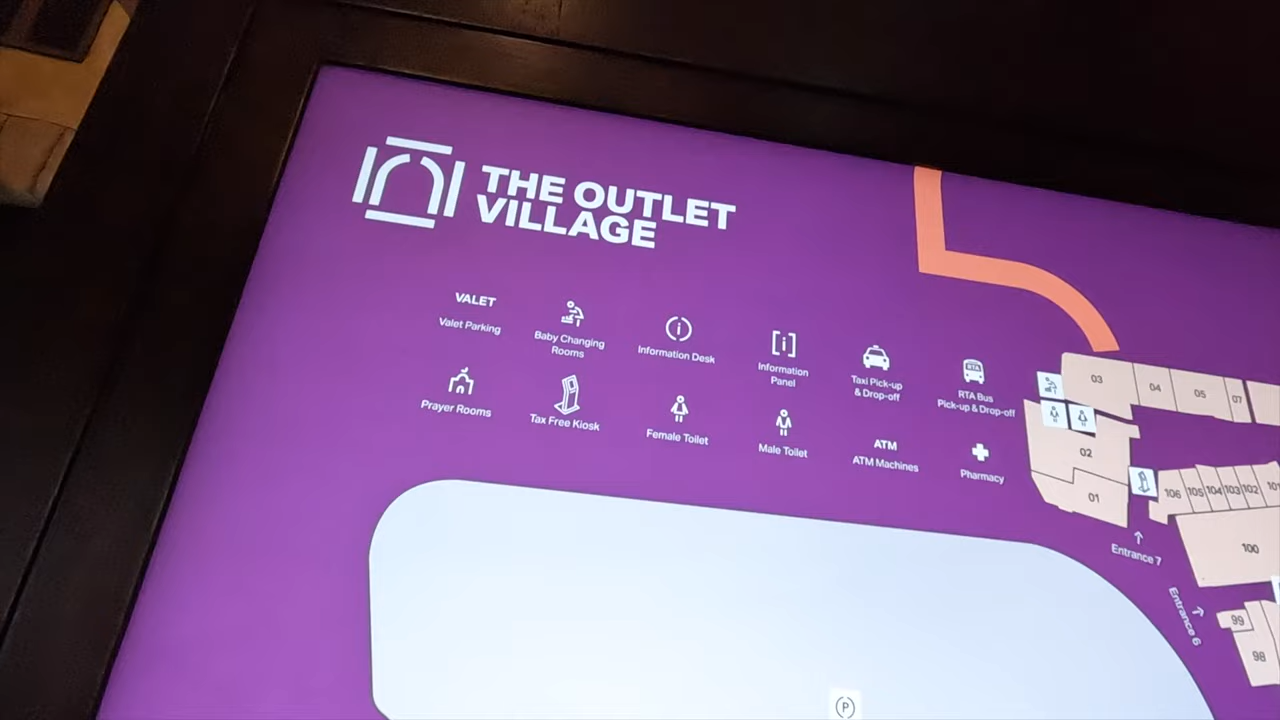 THE OUTLET
VILLAGE
VALET
Valet Parking
Baby Changing
Rooms
Information Desk
Information
Panel
Taxi Pick-up
& Drop-off
RTA
RTA Bus
Pick-up & Drop-off
Prayer Rooms
Tax Free Kiosk
Female Toilet
Male Toilet
ATM
ATM Machines
Pharmacy
03
04
05
07
02
01
106
105
104
103
102
101
100
Entrance 7
Entrance 6
99
98
P